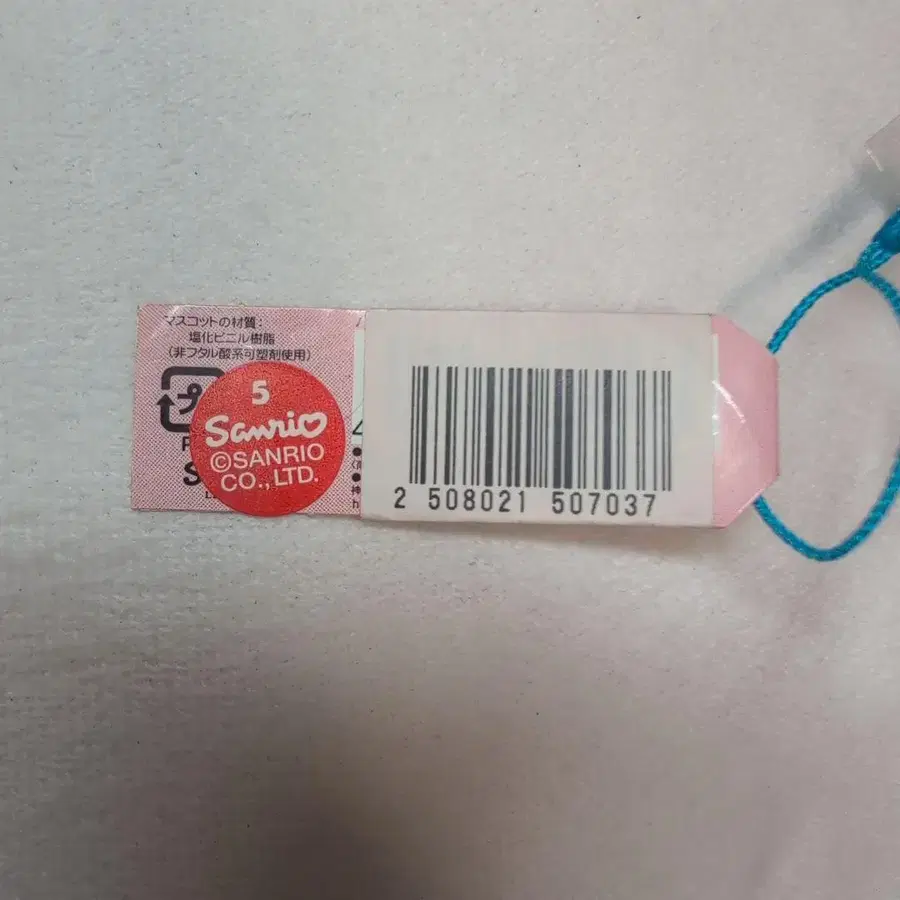 マスコットの材質:
塩化ビニル樹脂
(非フタル酸系可塑剤使用)
プ
5
Sanrio
©SANRIO
CO., LTD.
2 508021 507037